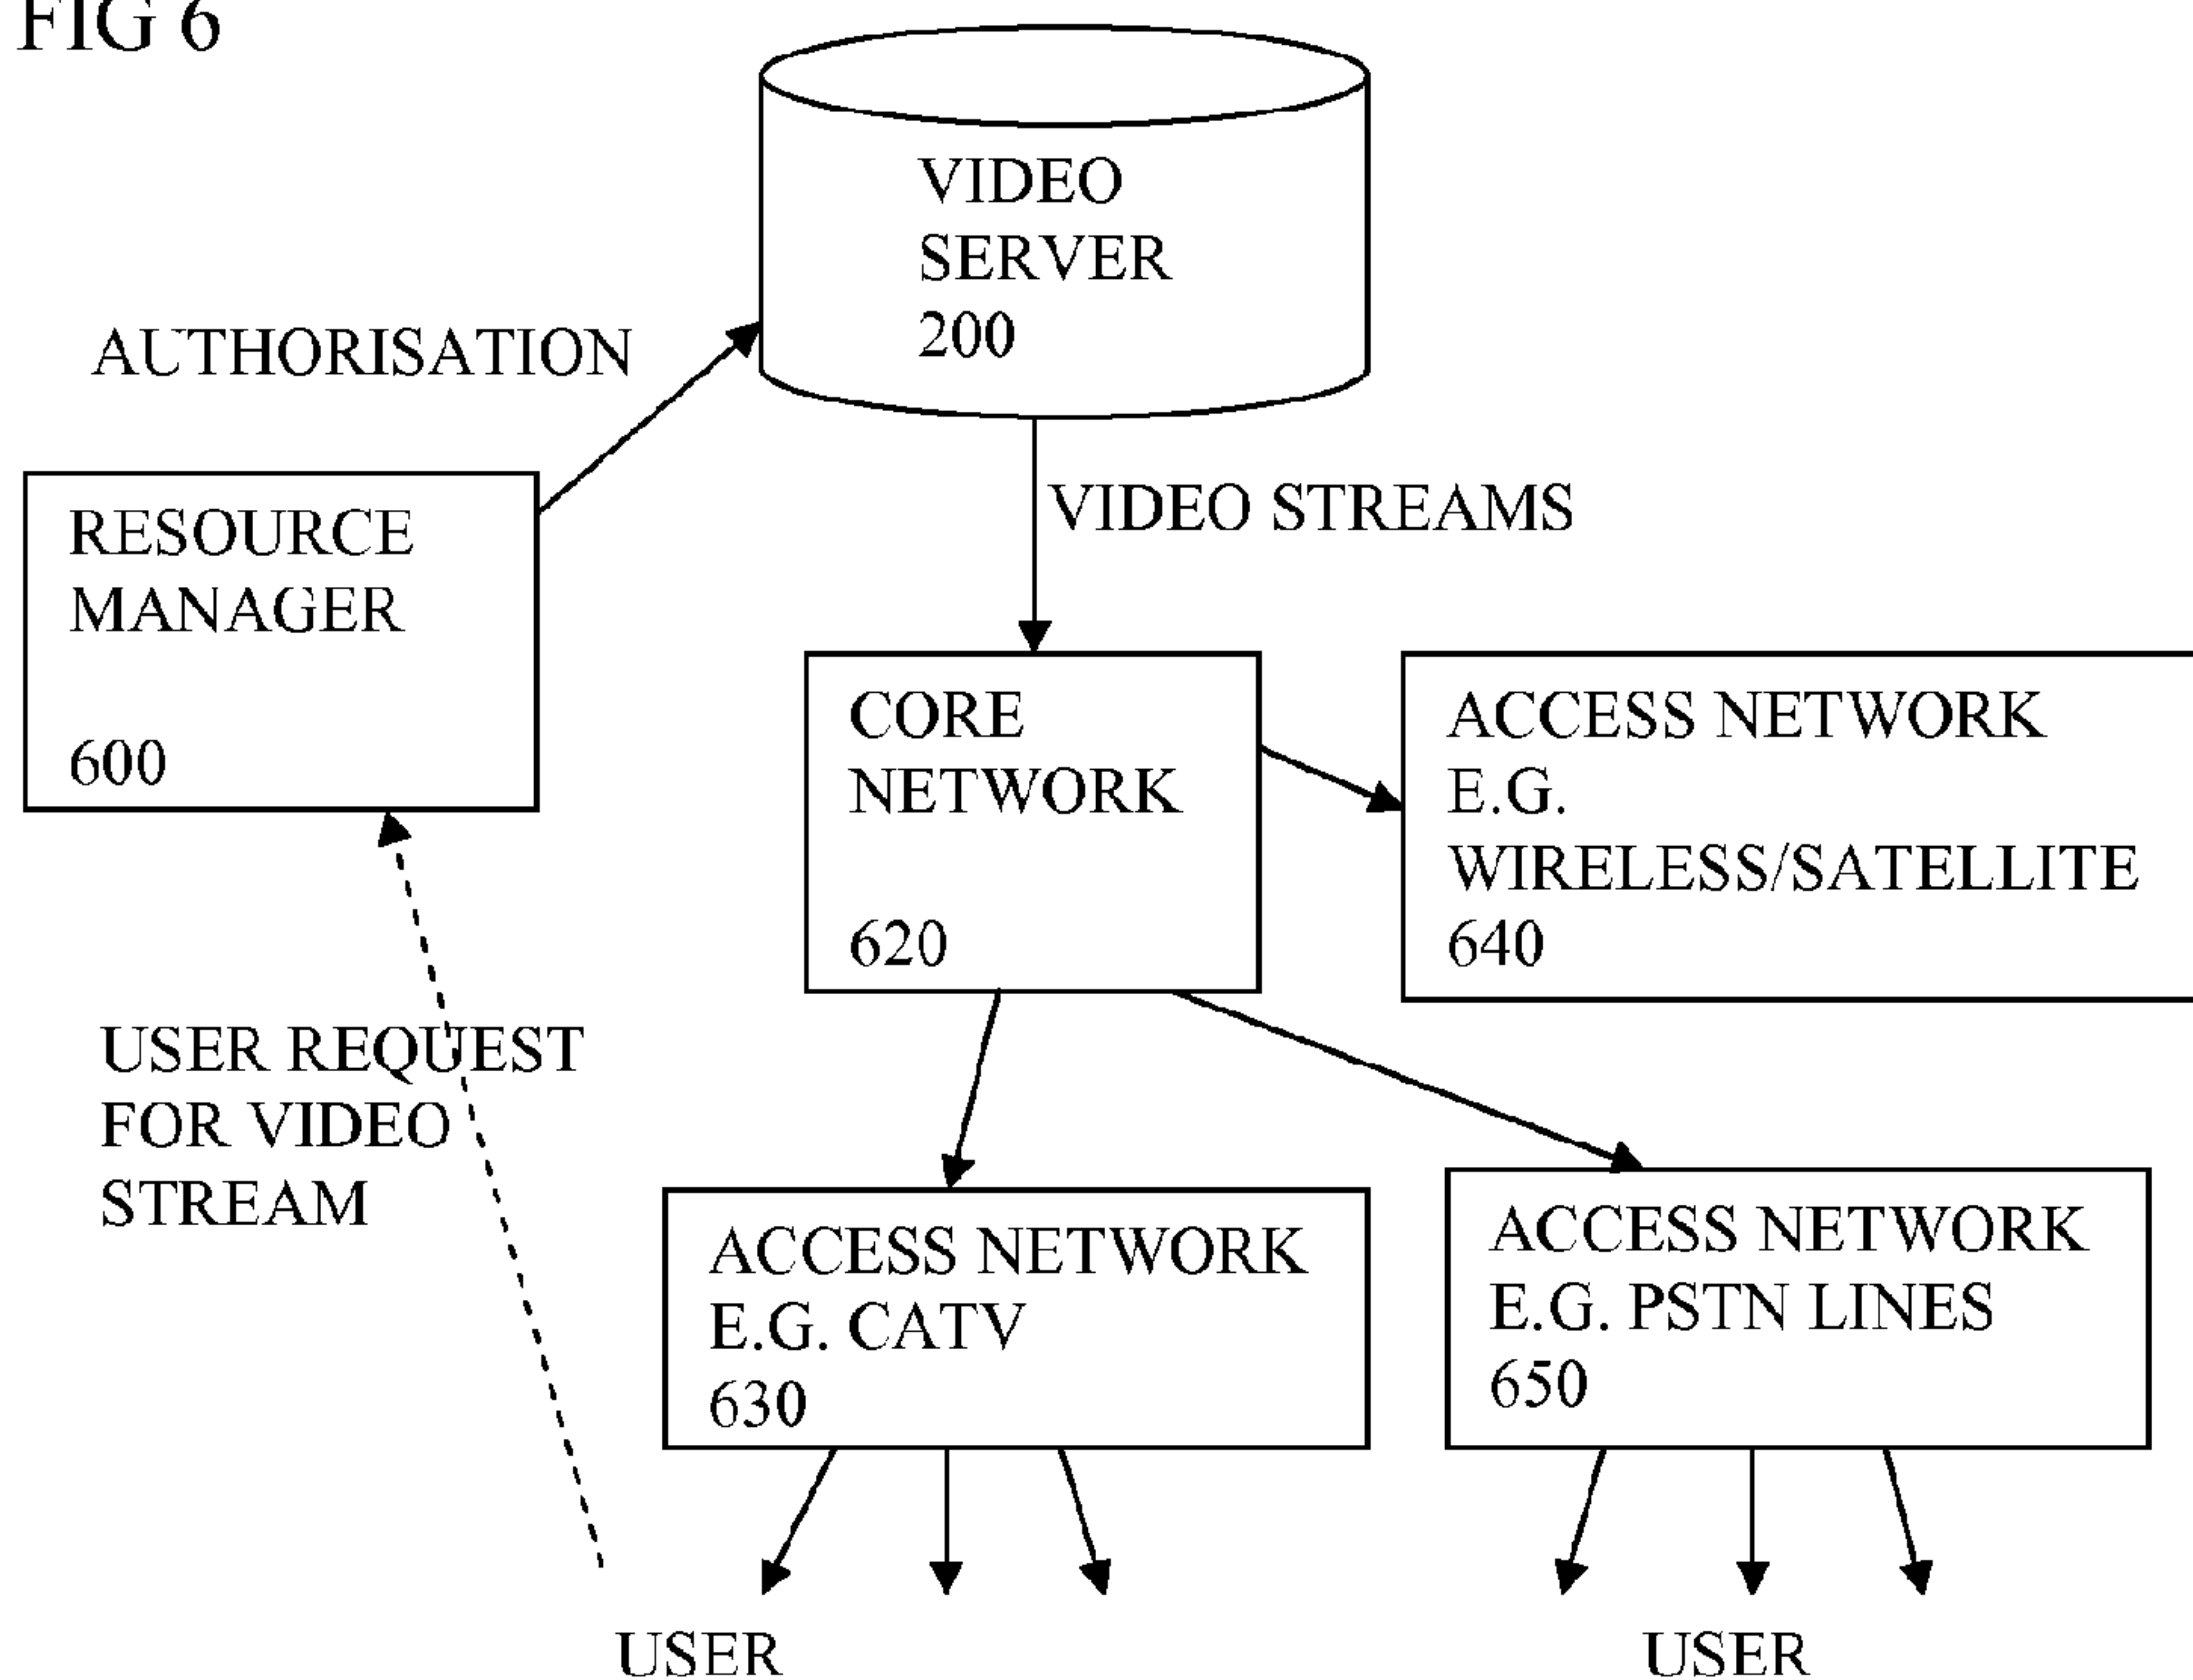 FIG 6
VIDEO
SERVER
200
AUTHORISATION
RESOURCE
MANAGER
600
VIDEO STREAMS
CORE
NETWORK
620
ACCESS NETWORK
E.G.
WIRELESS/SATELLITE
640
USER REQUEST
FOR VIDEO
STREAM
ACCESS NETWORK
E.G. CATV
630
ACCESS NETWORK
E.G. PSTN LINES
650
USER
USER